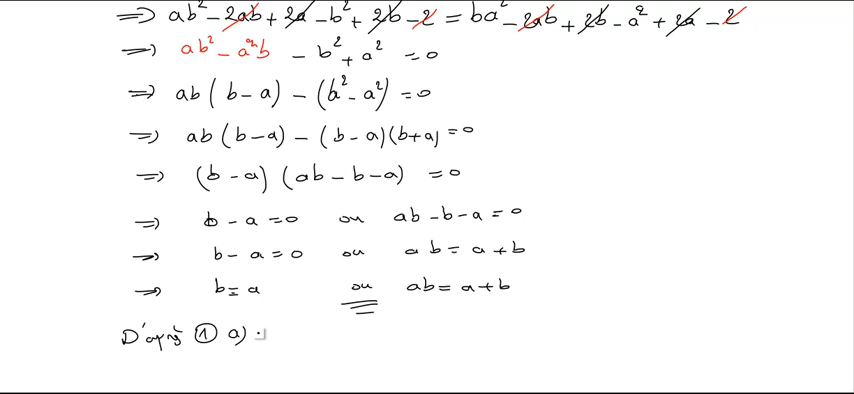 ⇒ ab² - 2ab + 2a - b² + 2b - 2 = ba² - 2ab + 2b - a² + 2a - 2
⇒ ab² - a²b - b² + a² = 0
⇒ ab (b - a) - (b² - a²) = 0
⇒ ab (b - a) - (b - a)(b + a) = 0
⇒ (b - a) (ab - b - a) = 0
⇒ b - a = 0 ou ab - b - a = 0
⇒ b - a = 0 ou ab = a + b
⇒ b = a ou ab = a + b
D'après ① a)